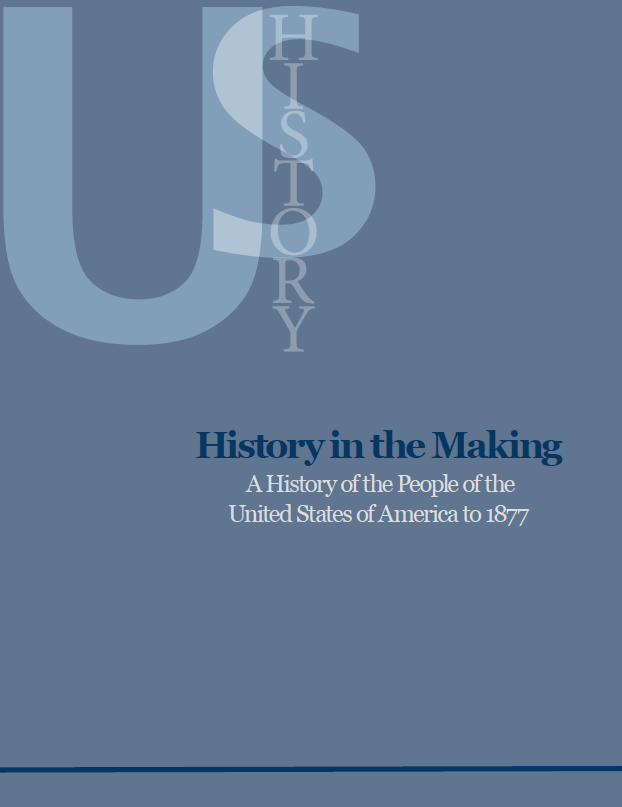 US
HISTORY
History in the Making
A History of the People of the
United States of America to 1877